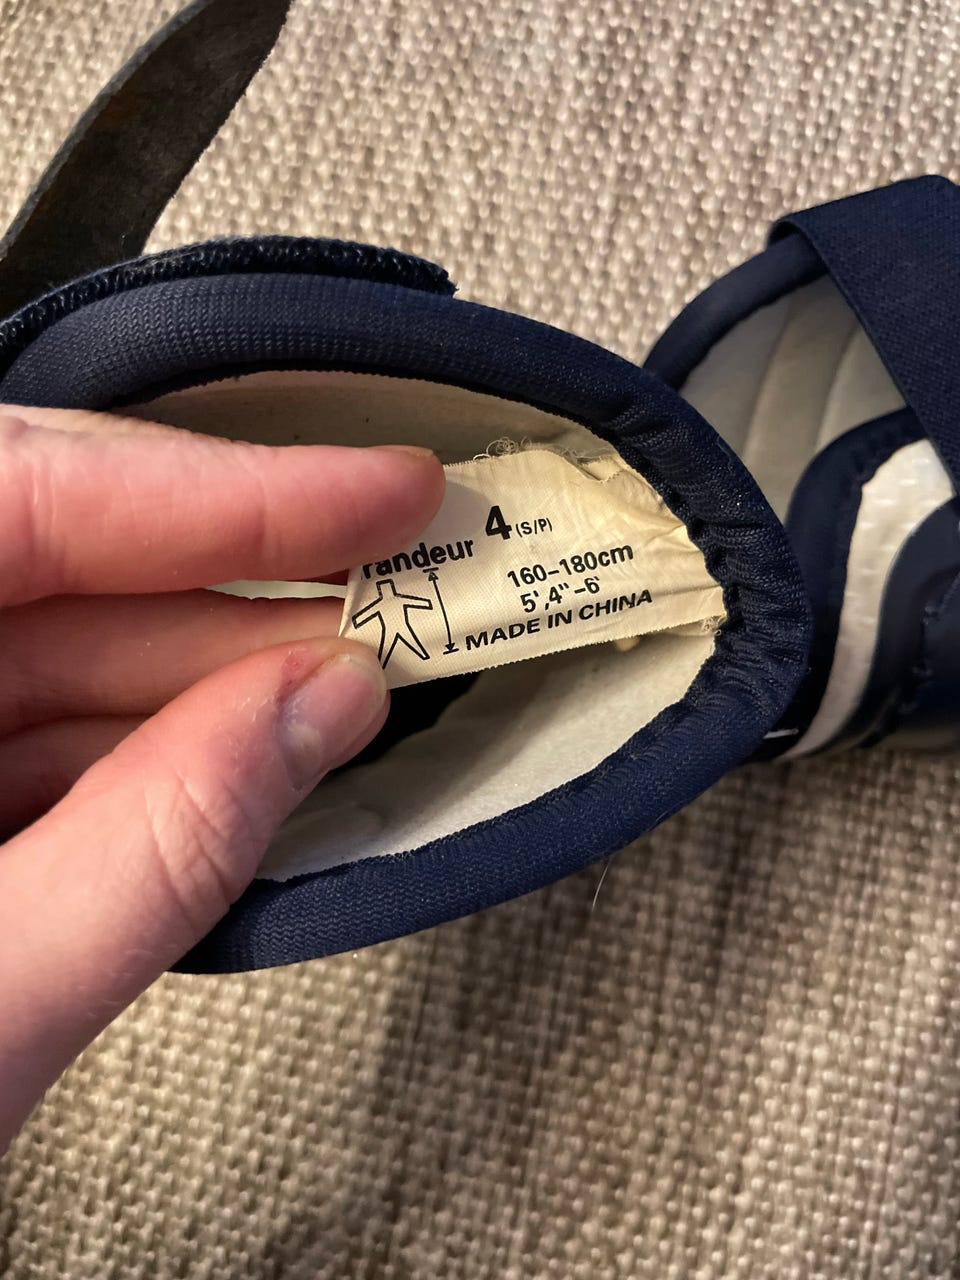 randeur 4 (S/P)
160-180cm
5',4"-6'
MADE IN CHINA